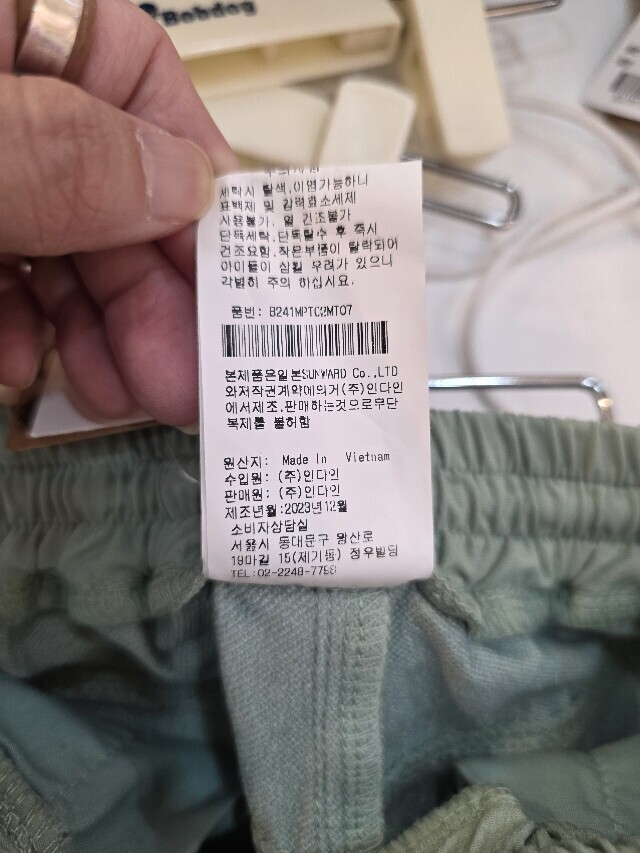 Bobdog
세탁시 탈색,이염가능하니
표백제 및 강력효소세제
사용불가, 열 건조불가
단독세탁,단독탈수 후 즉시
건조요함,작은부품이 탈락되어
아이들이 삼킬 우려가 있으니
각별히 주의 하십시요.
품번: B241MPTC2MT07
본제품은일본SUNWARD Co.,LTD
와저작권계약에의거(주)인다인
에서제조,판매하는것으로무단
복제를 불허함
원산지: Made In Vietnam
수입원: (주)인다인
판매원: (주)인다인
제조년월:2023년12월
소비자상담실
서울시 동대문구 왕산로
19마길 15(제기동) 정우빌딩
TEL:02-2248-7798